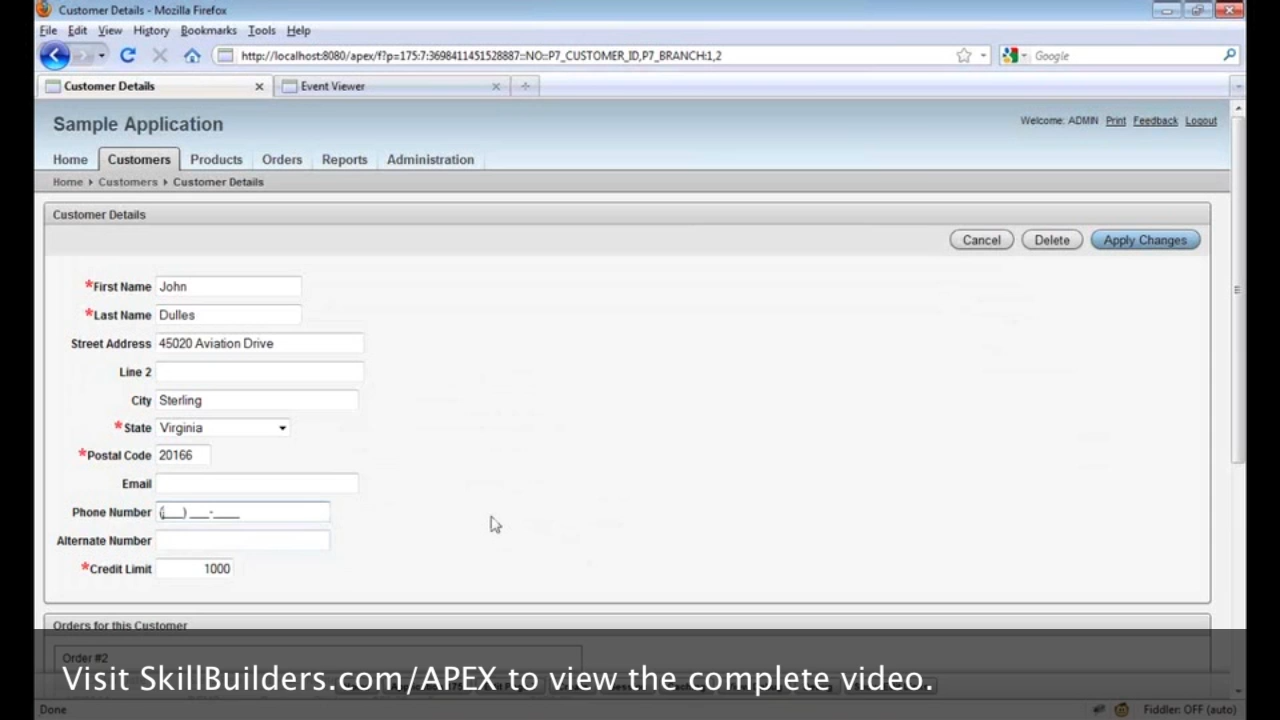 Customer Details - Mozilla Firefox
File Edit View History Bookmarks Tools Help
http://localhost:8080/apex/f?p=175:7:3698411451528887::NO::P7_CUSTOMER_ID,P7_BRANCH:1,2
Google
Customer Details
Event Viewer
Sample Application
Welcome: ADMIN Print Feedback Logout
Home Customers Products Orders Reports Administration
Home Customers Customer Details
Customer Details
Cancel Delete Apply Changes
*First Name John
*Last Name Dulles
Street Address 45020 Aviation Drive
Line 2
City Sterling
*State Virginia
*Postal Code 20166
Email
Phone Number (___) ___-____
Alternate Number
*Credit Limit 1000
Orders for this Customer
Order #2
Visit SkillBuilders.com/APEX to view the complete video.
Done
Fiddler: OFF (auto)